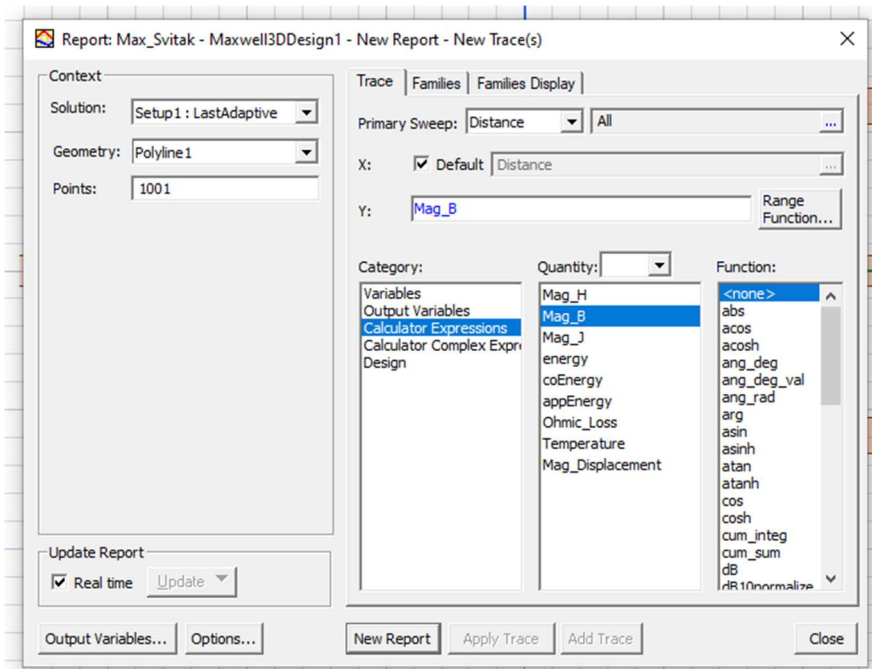 Report: Max_Svitak - Maxwell3DDesign1 - New Report - New Trace(s)
Context
Solution: Setup1 : LastAdaptive
Geometry: Polyline1
Points: 1001
Update Report
Real time Update
Output Variables... Options...
Trace Families Families Display
Primary Sweep: Distance All ...
X: Default Distance ...
Y: Mag_B Range Function...
Category:
Variables
Output Variables
Calculator Expressions
Calculator Complex Expre
Design
Quantity:
Mag_H
Mag_B
Mag_J
energy
coEnergy
appEnergy
Ohmic_Loss
Temperature
Mag_Displacement
Function:
<none>
abs
acos
acosh
ang_deg
ang_deg_val
ang_rad
arg
asin
asinh
atan
atanh
cos
cosh
cum_integ
cum_sum
dB
dB10normalize
New Report Apply Trace Add Trace Close